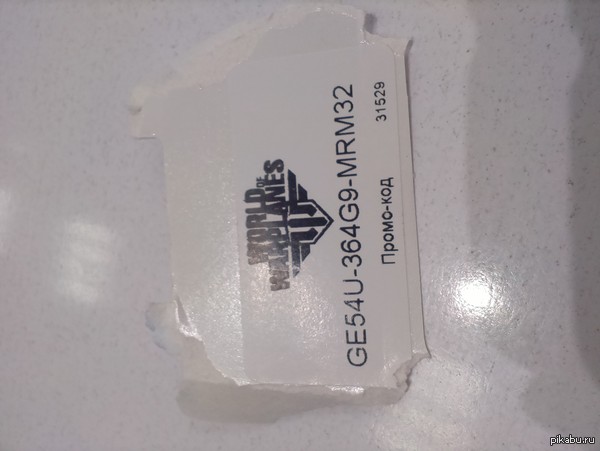 WORLD OF
WARPLANES
GE54U-364G9-MRM32
Промо-код
31529
pikabu.ru